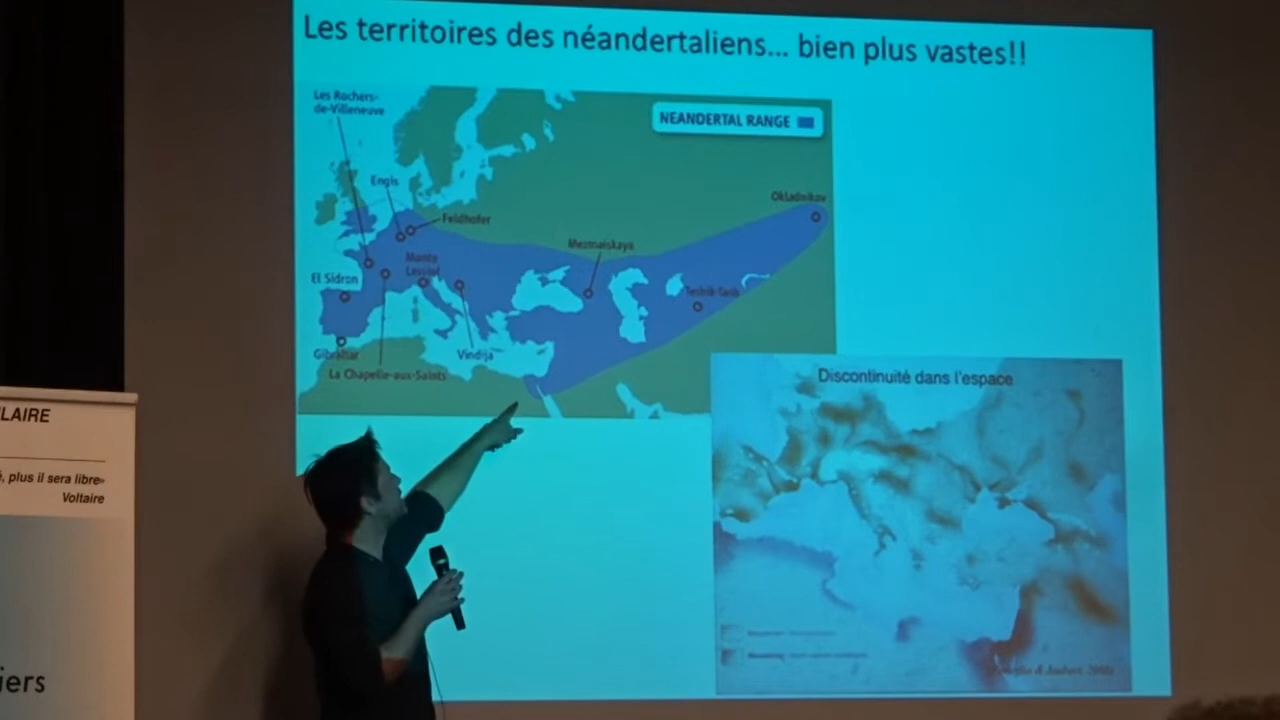 Les territoires des néandertaliens... bien plus vastes!!
Les Rochers-
de-Villeneuve
NEANDERTAL RANGE
Engis
Feldhofer
Okladnikov
Mezmaiskaya
Monte
Lessini
El Sidron
Teshik-Tash
Gibraltar
Vindija
La Chapelle-aux-Saints
Discontinuité dans l'espace
LAIRE
, plus il sera libre»
Voltaire
iers